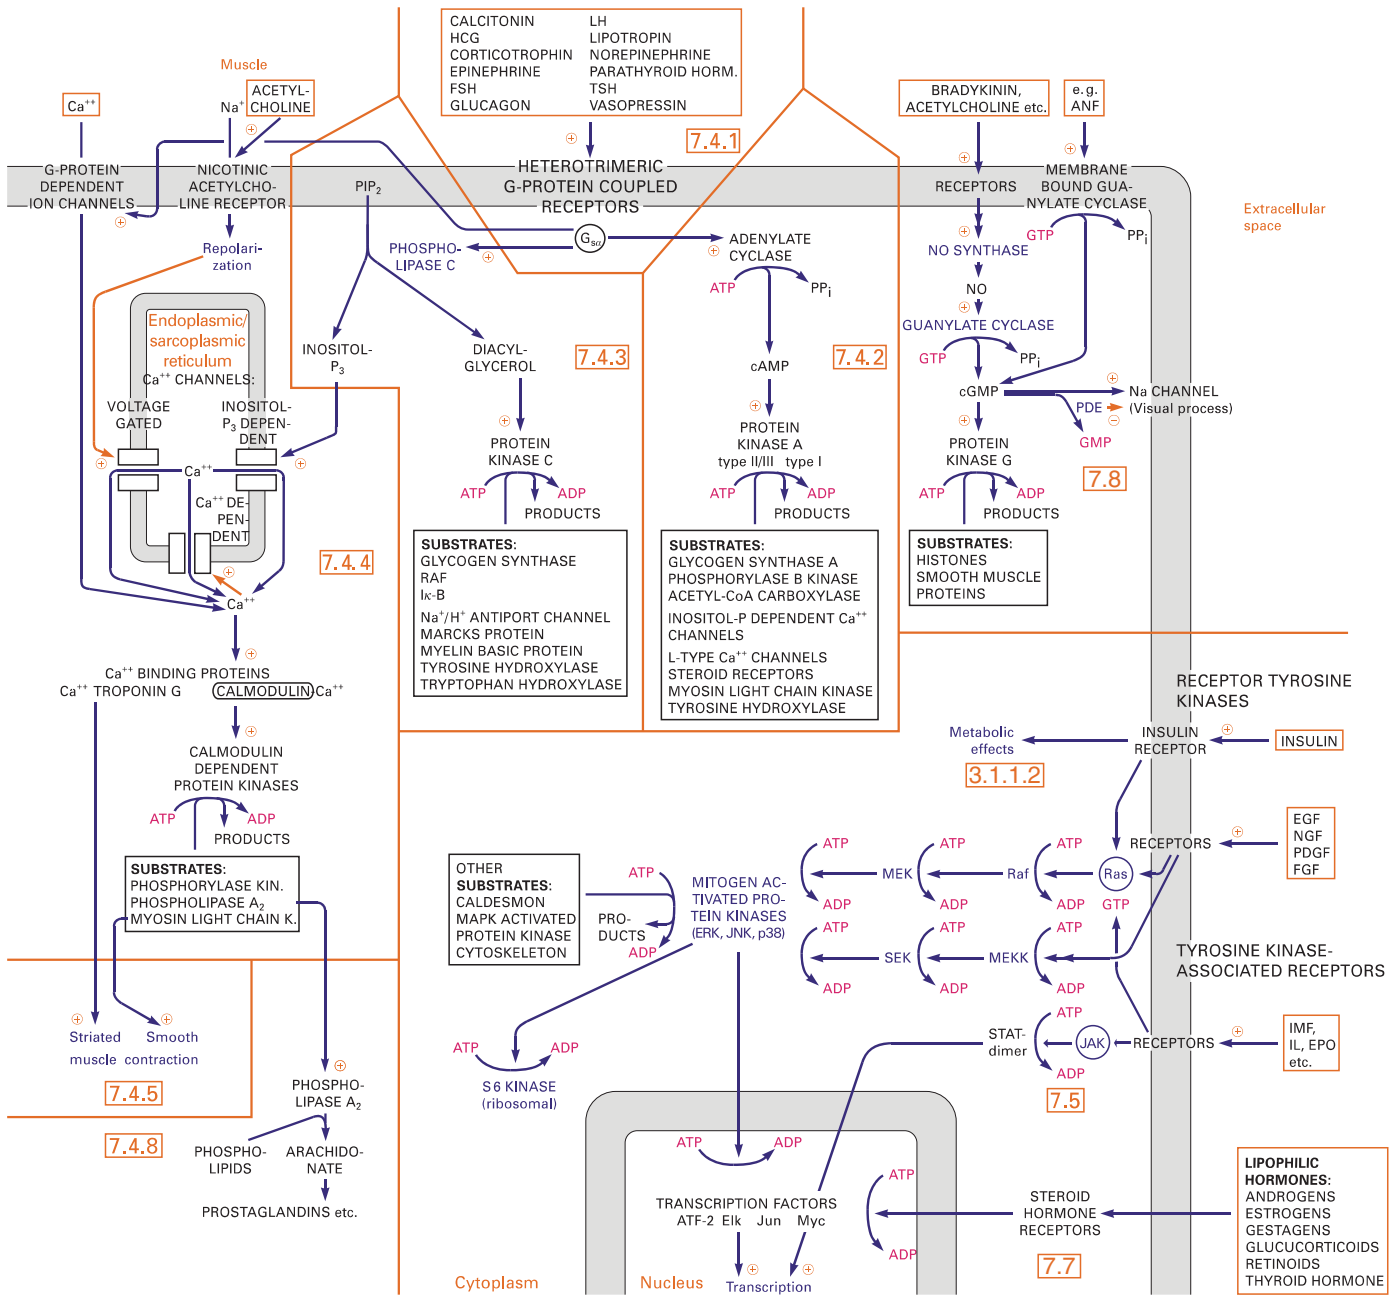 CALCITONIN LH
HCG LIPOTROPIN
CORTICOTROPHIN NOREPINEPHRINE
EPINEPHRINE PARATHYROID HORM.
FSH TSH
GLUCAGON VASOPRESSIN
7.4.1
Muscle
Ca++
Na+
ACETYL-
CHOLINE
G-PROTEIN
DEPENDENT
ION CHANNELS
NICOTINIC
ACETYLCHO-
LINE RECEPTOR
Repolari-
zation
PIP2
HETEROTRIMERIC
G-PROTEIN COUPLED
RECEPTORS
Gsα
PHOSPHO-
LIPASE C
ADENYLATE
CYCLASE
ATP
PPi
BRADYKININ,
ACETYLCHOLINE etc.
e.g.
ANF
RECEPTORS
MEMBRANE
BOUND GUA-
NYLATE CYCLASE
GTP
PPi
Extracellular
space
NO SYNTHASE
NO
GUANYLATE CYCLASE
GTP
PPi
cGMP
Na CHANNEL
(Visual process)
PDE
GMP
7.8
PROTEIN
KINASE G
ATP
ADP
PRODUCTS
SUBSTRATES:
HISTONES
SMOOTH MUSCLE
PROTEINS
Endoplasmic/
sarcoplasmic
reticulum
Ca++ CHANNELS:
VOLTAGE
GATED
INOSITOL-
P3 DEPEN-
DENT
Ca++
Ca++ DE-
PEN-
DENT
7.4.4
INOSITOL-
P3
DIACYL-
GLYCEROL
7.4.3
PROTEIN
KINASE C
ATP
ADP
PRODUCTS
SUBSTRATES:
GLYCOGEN SYNTHASE
RAF
Iκ-B
Na+/H+ ANTIPORT CHANNEL
MARCKS PROTEIN
MYELIN BASIC PROTEIN
TYROSINE HYDROXYLASE
TRYPTOPHAN HYDROXYLASE
7.4.2
cAMP
PROTEIN
KINASE A
type II/III type I
ATP
ADP
PRODUCTS
SUBSTRATES:
GLYCOGEN SYNTHASE A
PHOSPHORYLASE B KINASE
ACETYL-CoA CARBOXYLASE
INOSITOL-P DEPENDENT Ca++
CHANNELS
L-TYPE Ca++ CHANNELS
STEROID RECEPTORS
MYOSIN LIGHT CHAIN KINASE
TYROSINE HYDROXYLASE
Ca++
Ca++ BINDING PROTEINS
Ca++ TROPONIN G
CALMODULIN-Ca++
CALMODULIN
DEPENDENT
PROTEIN KINASES
ATP
ADP
PRODUCTS
SUBSTRATES:
PHOSPHORYLASE KIN.
PHOSPHOLIPASE A2
MYOSIN LIGHT CHAIN K.
Striated Smooth
muscle contraction
7.4.5
7.4.8
PHOSPHO-
LIPASE A2
PHOSPHO-
LIPIDS
ARACHIDO-
NATE
PROSTAGLANDINS etc.
RECEPTOR TYROSINE
KINASES
Metabolic
effects
3.1.1.2
INSULIN
RECEPTOR
INSULIN
RECEPTORS
EGF
NGF
PDGF
FGF
OTHER
SUBSTRATES:
CALDESMON
MAPK ACTIVATED
PROTEIN KINASE
CYTOSKELETON
ATP
PRO-
DUCTS
ADP
MITOGEN AC-
TIVATED PRO-
TEIN KINASES
(ERK, JNK, p38)
ATP
ADP
MEK
ATP
ADP
Raf
ATP
ADP
Ras
GTP
ATP
ADP
SEK
ATP
ADP
MEKK
ATP
ADP
TYROSINE KINASE-
ASSOCIATED RECEPTORS
STAT-
dimer
ATP
ADP
JAK
RECEPTORS
IMF,
IL, EPO
etc.
7.5
ATP
ADP
S6 KINASE
(ribosomal)
ATP
ADP
TRANSCRIPTION FACTORS
ATF-2 Elk Jun Myc
Transcription
ATP
ADP
STEROID
HORMONE
RECEPTORS
7.7
LIPOPHILIC
HORMONES:
ANDROGENS
ESTROGENS
GESTAGENS
GLUCUCORTICOIDS
RETINOIDS
THYROID HORMONE
Cytoplasm
Nucleus